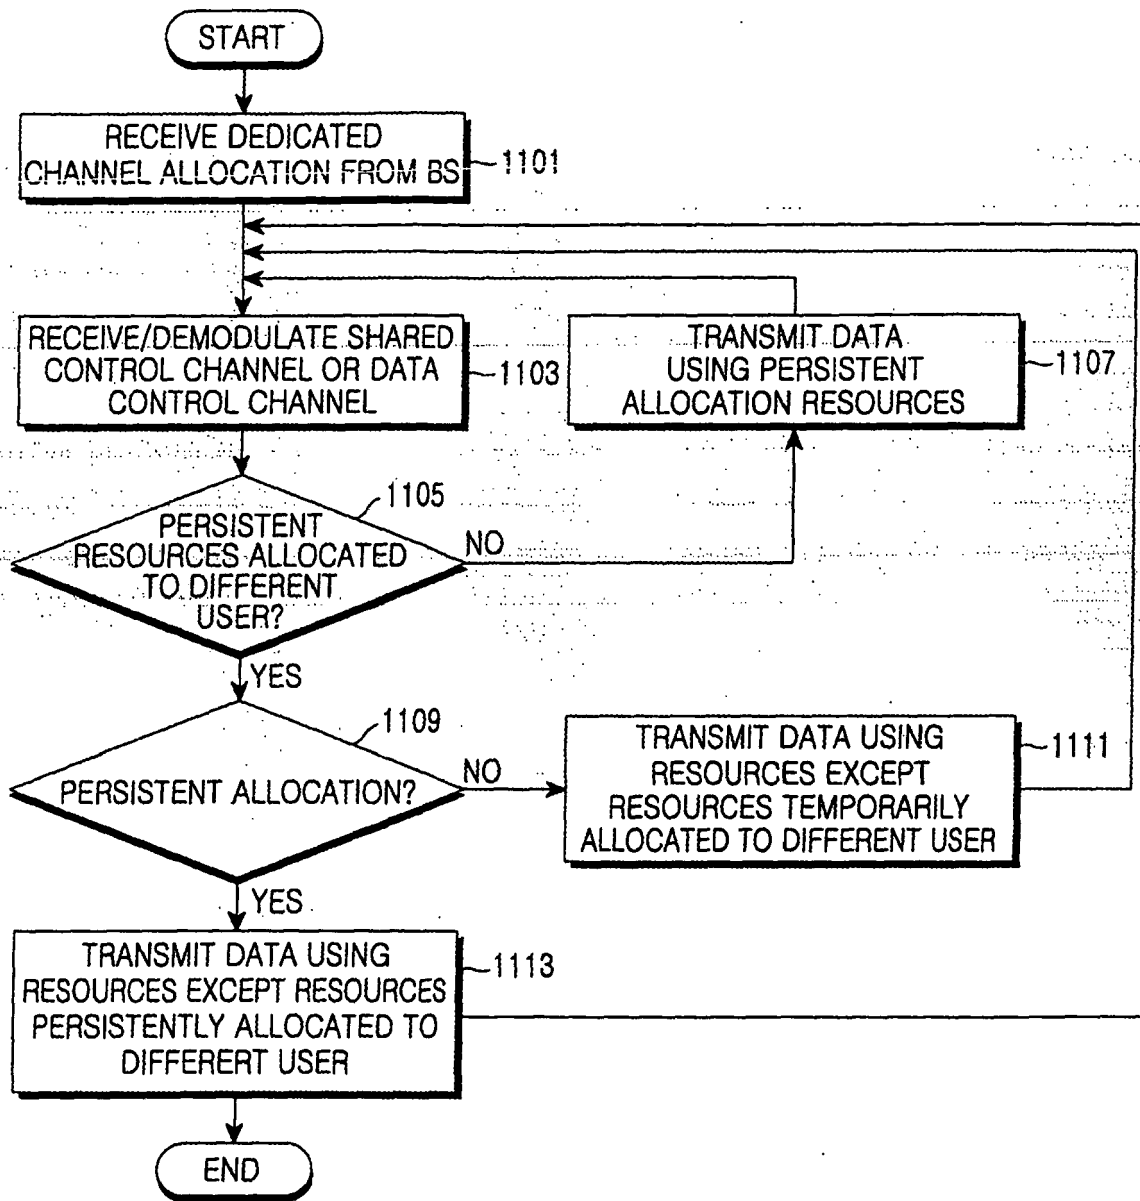 START
RECEIVE DEDICATED
CHANNEL ALLOCATION FROM BS
1101
RECEIVE/DEMODULATE SHARED
CONTROL CHANNEL OR DATA
CONTROL CHANNEL
1103
TRANSMIT DATA
USING PERSISTENT
ALLOCATION RESOURCES
1107
1105
PERSISTENT
RESOURCES ALLOCATED
TO DIFFERENT
USER?
NO
YES
1109
PERSISTENT ALLOCATION?
NO
TRANSMIT DATA USING
RESOURCES EXCEPT
RESOURCES TEMPORARILY
ALLOCATED TO DIFFERENT USER
1111
YES
TRANSMIT DATA USING
RESOURCES EXCEPT RESOURCES
PERSISTENTLY ALLOCATED TO
DIFFERERT USER
1113
END